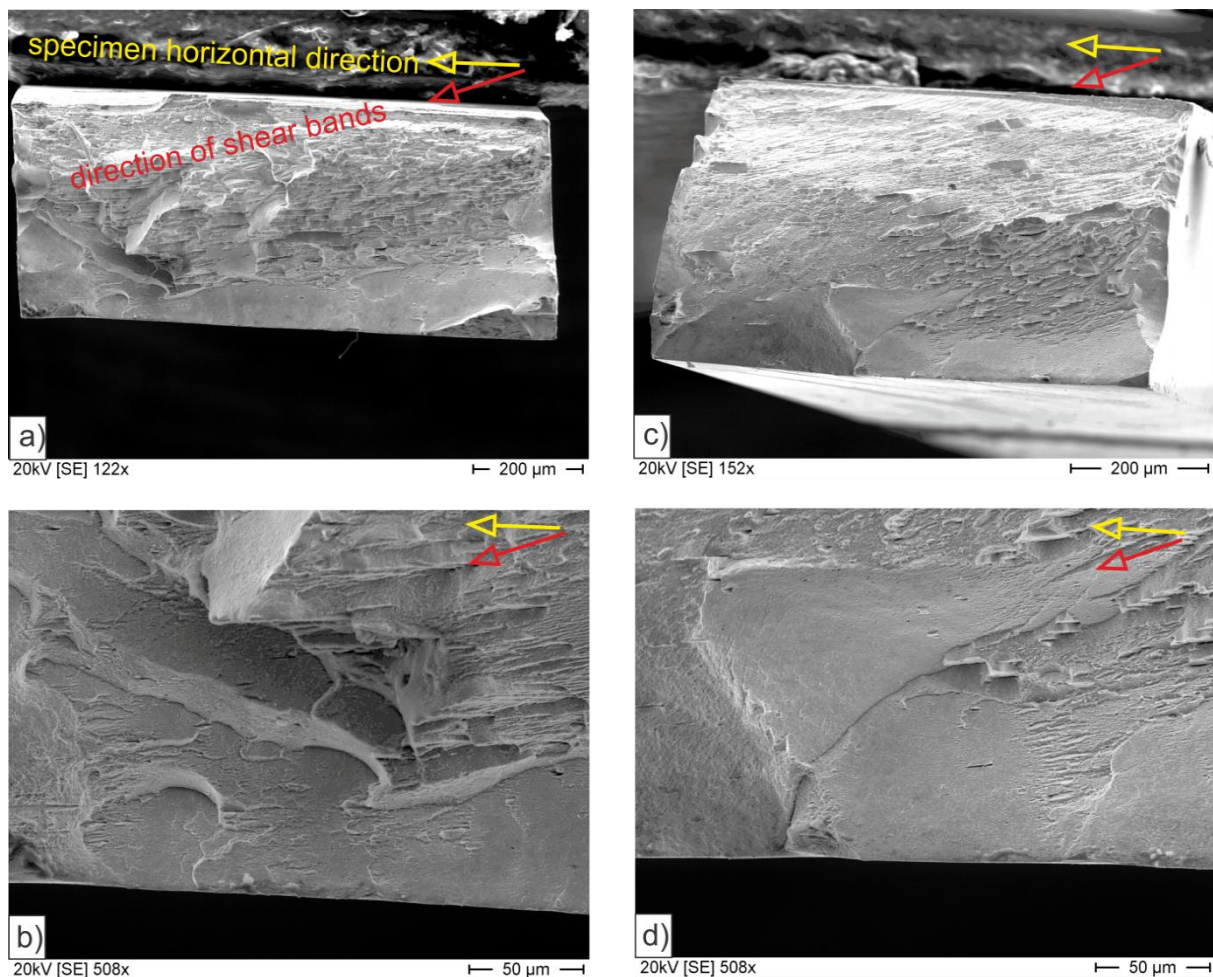 specimen horizontal direction
direction of shear bands
a)
20kV [SE] 122x
200 µm
c)
20kV [SE] 152x
200 µm
b)
20kV [SE] 508x
50 µm
d)
20kV [SE] 508x
50 µm